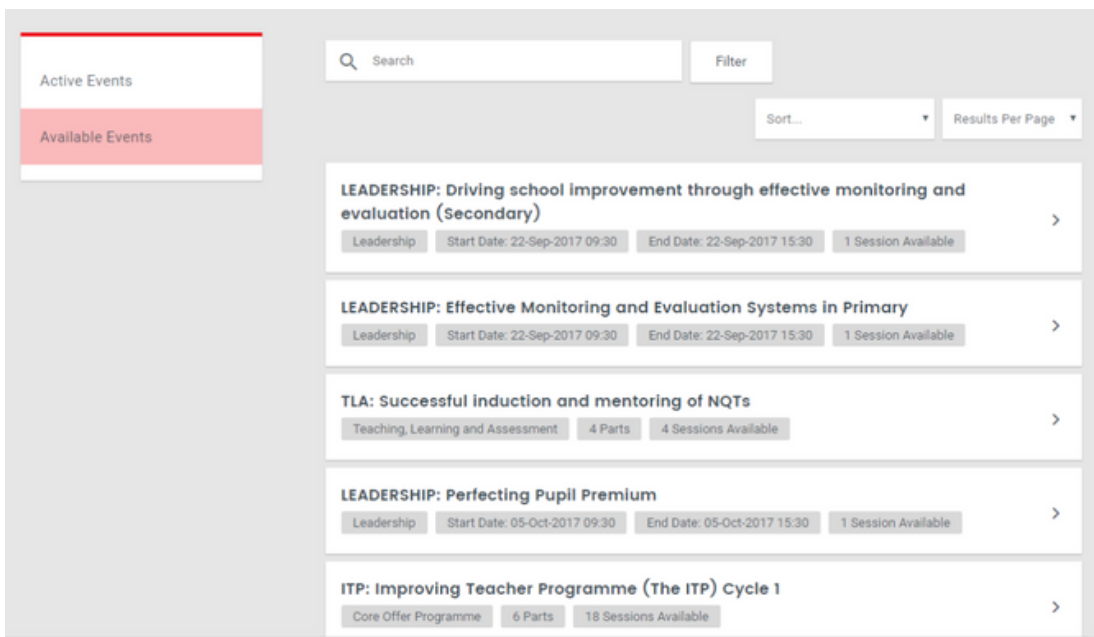 Active Events
Available Events
Search
Filter
Sort...
Results Per Page
LEADERSHIP: Driving school improvement through effective monitoring and
evaluation (Secondary)
Leadership Start Date: 22-Sep-2017 09:30 End Date: 22-Sep-2017 15:30 1 Session Available
LEADERSHIP: Effective Monitoring and Evaluation Systems in Primary
Leadership Start Date: 22-Sep-2017 09:30 End Date: 22-Sep-2017 15:30 1 Session Available
TLA: Successful induction and mentoring of NQTs
Teaching, Learning and Assessment 4 Parts 4 Sessions Available
LEADERSHIP: Perfecting Pupil Premium
Leadership Start Date: 05-Oct-2017 09:30 End Date: 05-Oct-2017 15:30 1 Session Available
ITP: Improving Teacher Programme (The ITP) Cycle 1
Core Offer Programme 6 Parts 18 Sessions Available